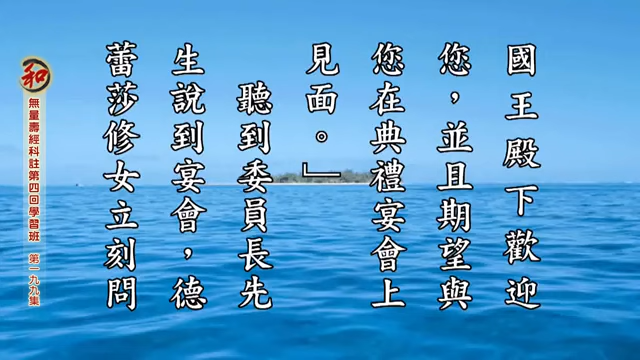 國王殿下歡迎
您，並且期望與
您在典禮宴會上
見面。」
聽到委員長先
生說到宴會，德
蕾莎修女立刻問
和
無量壽經科註第四回學習班 第一九九集